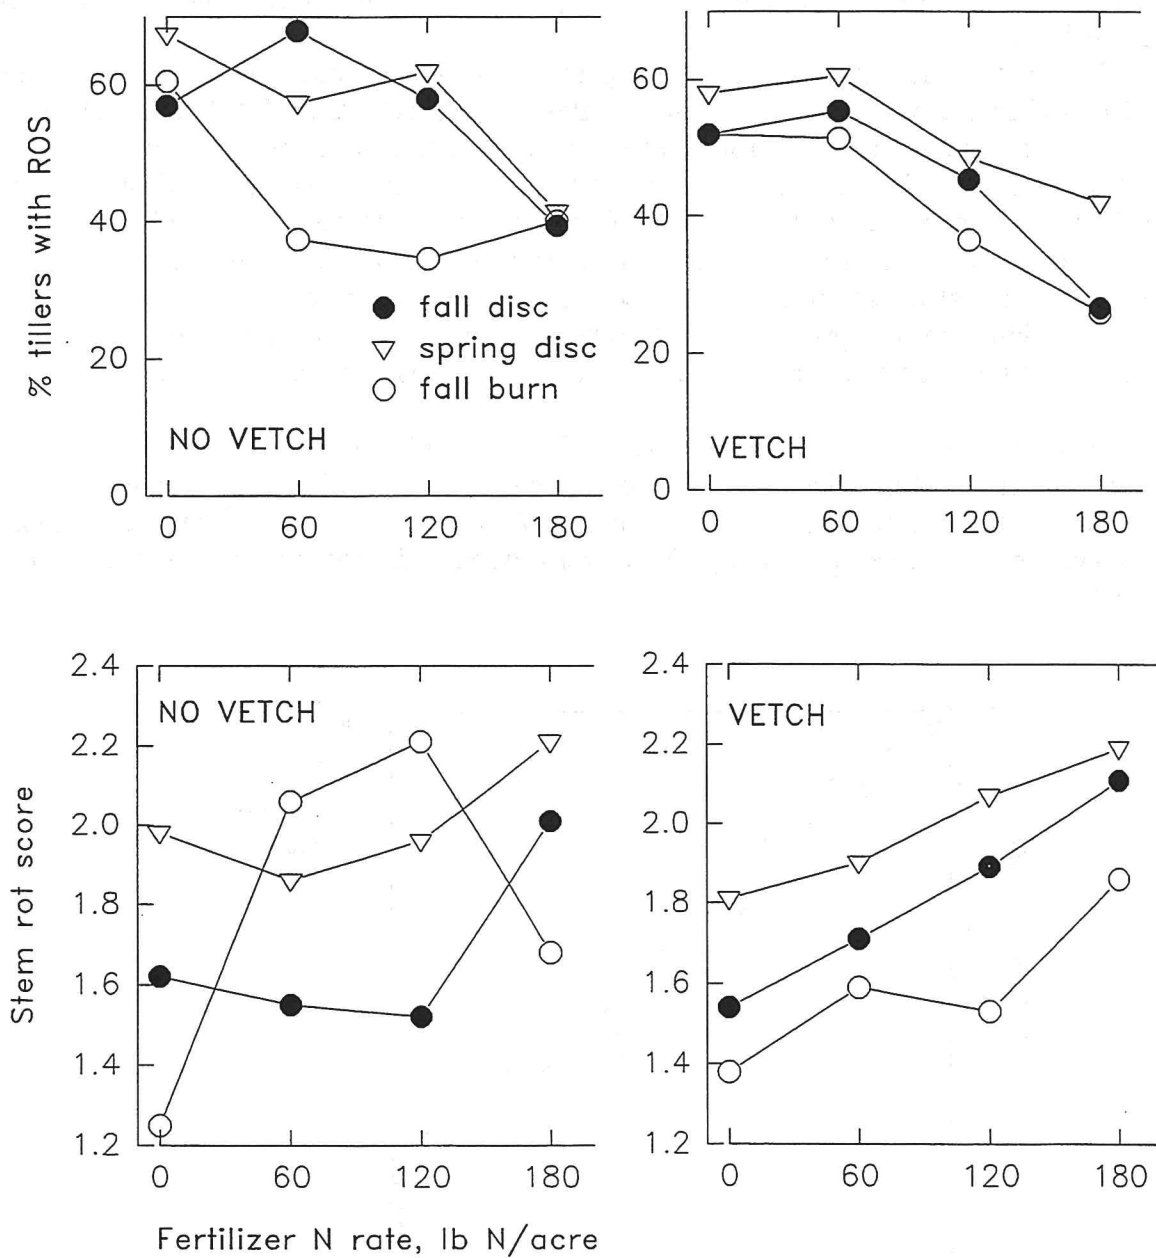 % tillers with ROS
60
40
20
0
0 60 120 180
NO VETCH
fall disc
spring disc
fall burn
60
40
20
0
0 60 120 180
VETCH
Stem rot score
2.4
2.2
2.0
1.8
1.6
1.4
1.2
0 60 120 180
NO VETCH
2.4
2.2
2.0
1.8
1.6
1.4
1.2
0 60 120 180
VETCH
Fertilizer N rate, lb N/acre